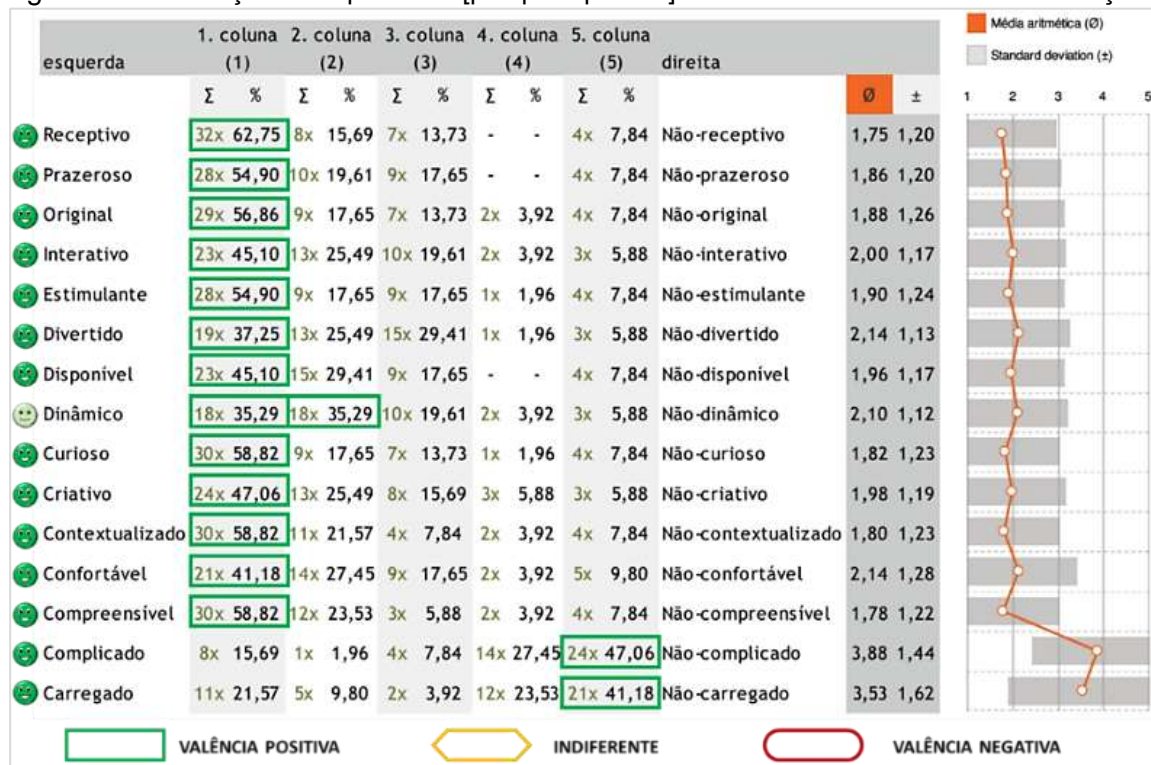 Média aritmética (Ø)
Standard deviation (±)
1. coluna 2. coluna 3. coluna 4. coluna 5. coluna
esquerda (1) (2) (3) (4) (5) direita
Σ % Σ % Σ % Σ % Σ % Ø ± 1 2 3 4 5
Receptivo 32x 62,75 8x 15,69 7x 13,73 - - 4x 7,84 Não-receptivo 1,75 1,20
Prazeroso 28x 54,90 10x 19,61 9x 17,65 - - 4x 7,84 Não-prazeroso 1,86 1,20
Original 29x 56,86 9x 17,65 7x 13,73 2x 3,92 4x 7,84 Não-original 1,88 1,26
Interativo 23x 45,10 13x 25,49 10x 19,61 2x 3,92 3x 5,88 Não-interativo 2,00 1,17
Estimulante 28x 54,90 9x 17,65 9x 17,65 1x 1,96 4x 7,84 Não-estimulante 1,90 1,24
Divertido 19x 37,25 13x 25,49 15x 29,41 1x 1,96 3x 5,88 Não-divertido 2,14 1,13
Disponível 23x 45,10 15x 29,41 9x 17,65 - - 4x 7,84 Não-disponível 1,96 1,17
Dinâmico 18x 35,29 18x 35,29 10x 19,61 2x 3,92 3x 5,88 Não-dinâmico 2,10 1,12
Curioso 30x 58,82 9x 17,65 7x 13,73 1x 1,96 4x 7,84 Não-curioso 1,82 1,23
Criativo 24x 47,06 13x 25,49 8x 15,69 3x 5,88 3x 5,88 Não-criativo 1,98 1,19
Contextualizado 30x 58,82 11x 21,57 4x 7,84 2x 3,92 4x 7,84 Não-contextualizado 1,80 1,23
Confortável 21x 41,18 14x 27,45 9x 17,65 2x 3,92 5x 9,80 Não-confortável 2,14 1,28
Compreensível 30x 58,82 12x 23,53 3x 5,88 2x 3,92 4x 7,84 Não-compreensível 1,78 1,22
Complicado 8x 15,69 1x 1,96 4x 7,84 14x 27,45 24x 47,06 Não-complicado 3,88 1,44
Carregado 11x 21,57 5x 9,80 2x 3,92 12x 23,53 21x 41,18 Não-carregado 3,53 1,62
VALÊNCIA POSITIVA INDIFERENTE VALÊNCIA NEGATIVA